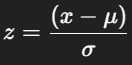 z = (x − μ) / σ